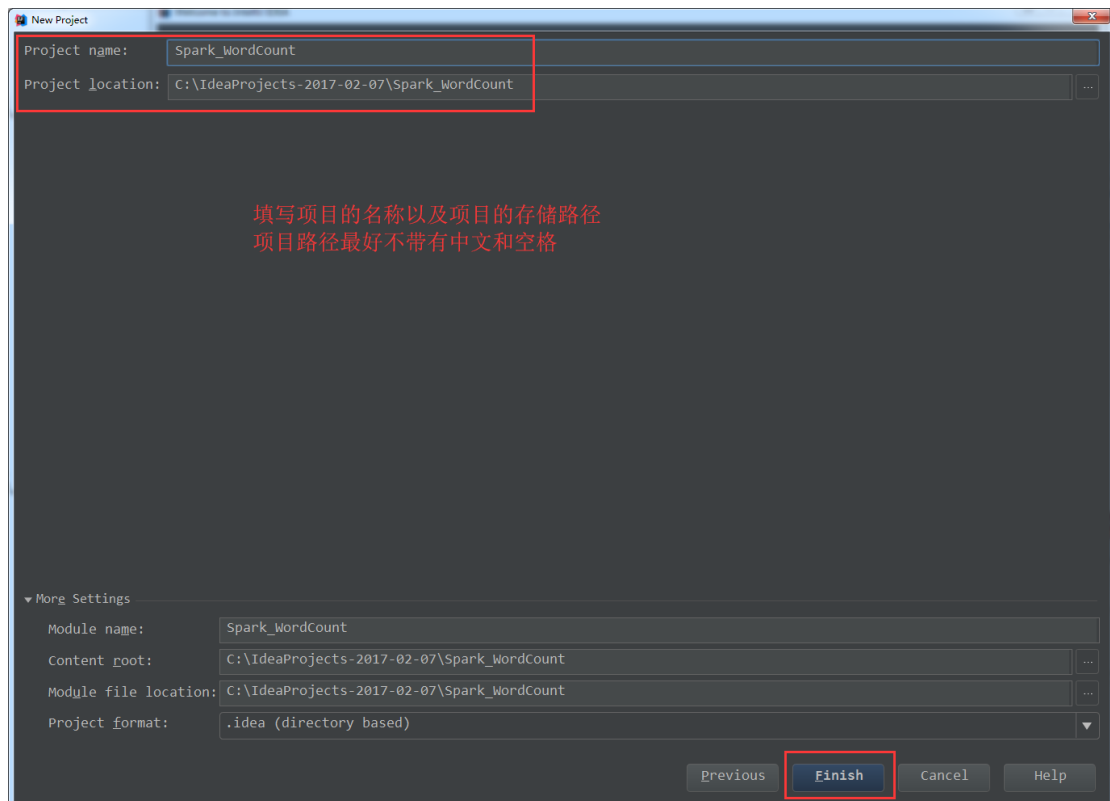 New Project
Project name: Spark_WordCount
Project location: C:\IdeaProjects-2017-02-07\Spark_WordCount ...
填写项目的名称以及项目的存储路径
项目路径最好不带有中文和空格
More Settings
Module name: Spark_WordCount
Content root: C:\IdeaProjects-2017-02-07\Spark_WordCount ...
Module file location: C:\IdeaProjects-2017-02-07\Spark_WordCount ...
Project format: .idea (directory based)
Previous Finish Cancel Help